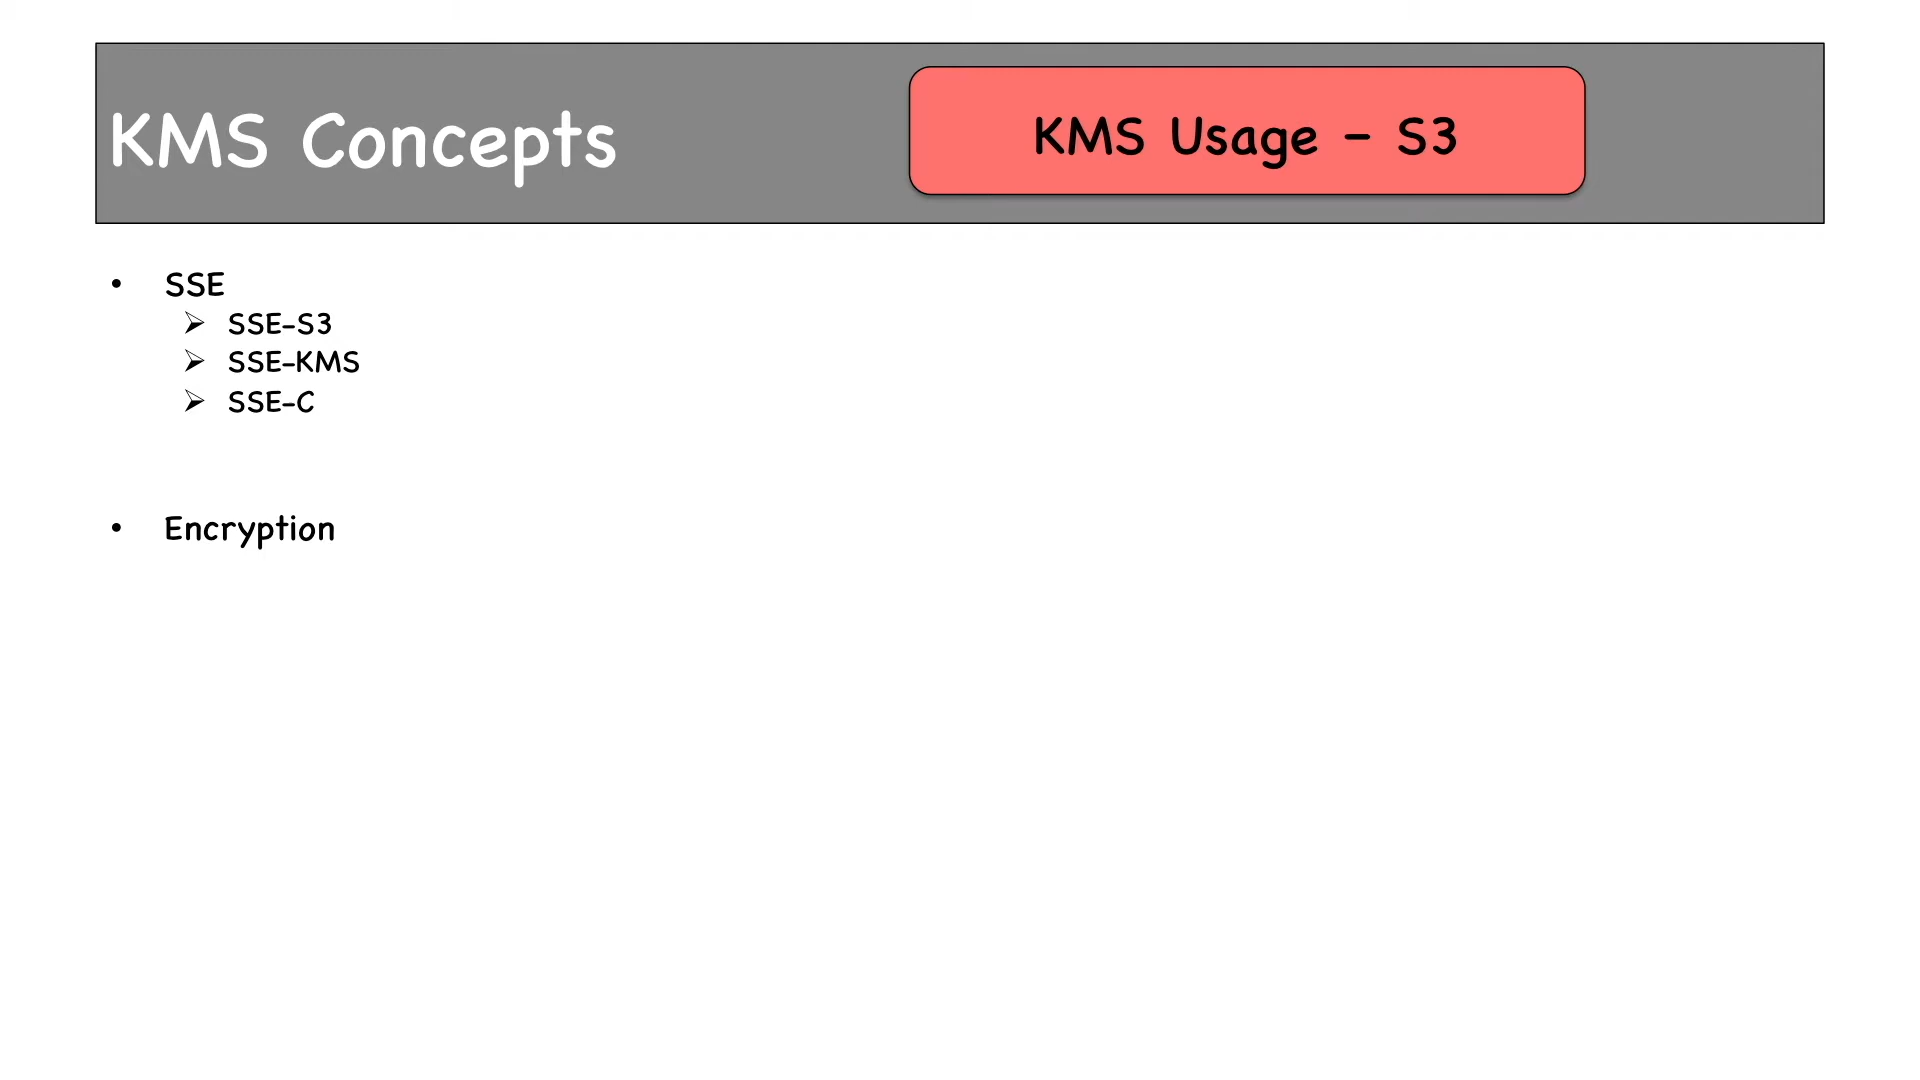 KMS Concepts
KMS Usage - S3
• SSE
➢ SSE-S3
➢ SSE-KMS
➢ SSE-C
• Encryption